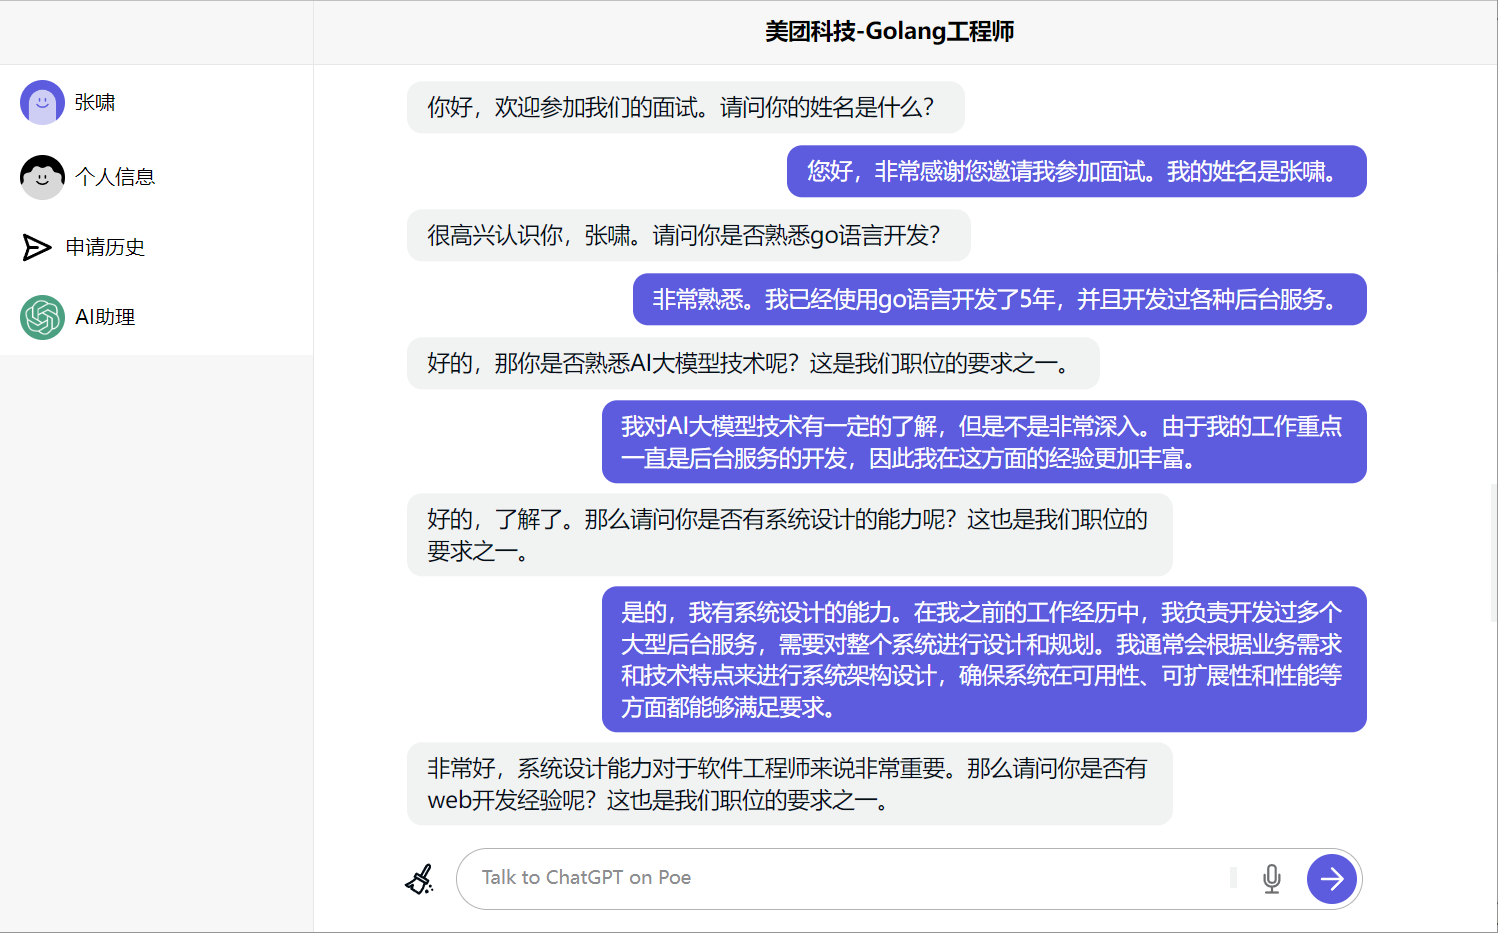 美团科技-Golang工程师
张啸
个人信息
申请历史
AI助理
你好，欢迎参加我们的面试。请问你的姓名是什么？
您好，非常感谢您邀请我参加面试。我的姓名是张啸。
很高兴认识你，张啸。请问你是否熟悉go语言开发？
非常熟悉。我已经使用go语言开发了5年，并且开发过各种后台服务。
好的，那你是否熟悉AI大模型技术呢？这是我们职位的要求之一。
我对AI大模型技术有一定的了解，但是不是非常深入。由于我的工作重点
一直是后台服务的开发，因此我在这方面的经验更加丰富。
好的，了解了。那么请问你是否有系统设计的能力呢？这也是我们职位的
要求之一。
是的，我有系统设计的能力。在我之前的工作经历中，我负责开发过多个
大型后台服务，需要对整个系统进行设计和规划。我通常会根据业务需求
和技术特点来进行系统架构设计，确保系统在可用性、可扩展性和性能等
方面都能够满足要求。
非常好，系统设计能力对于软件工程师来说非常重要。那么请问你是否有
web开发经验呢？这也是我们职位的要求之一。
Talk to ChatGPT on Poe